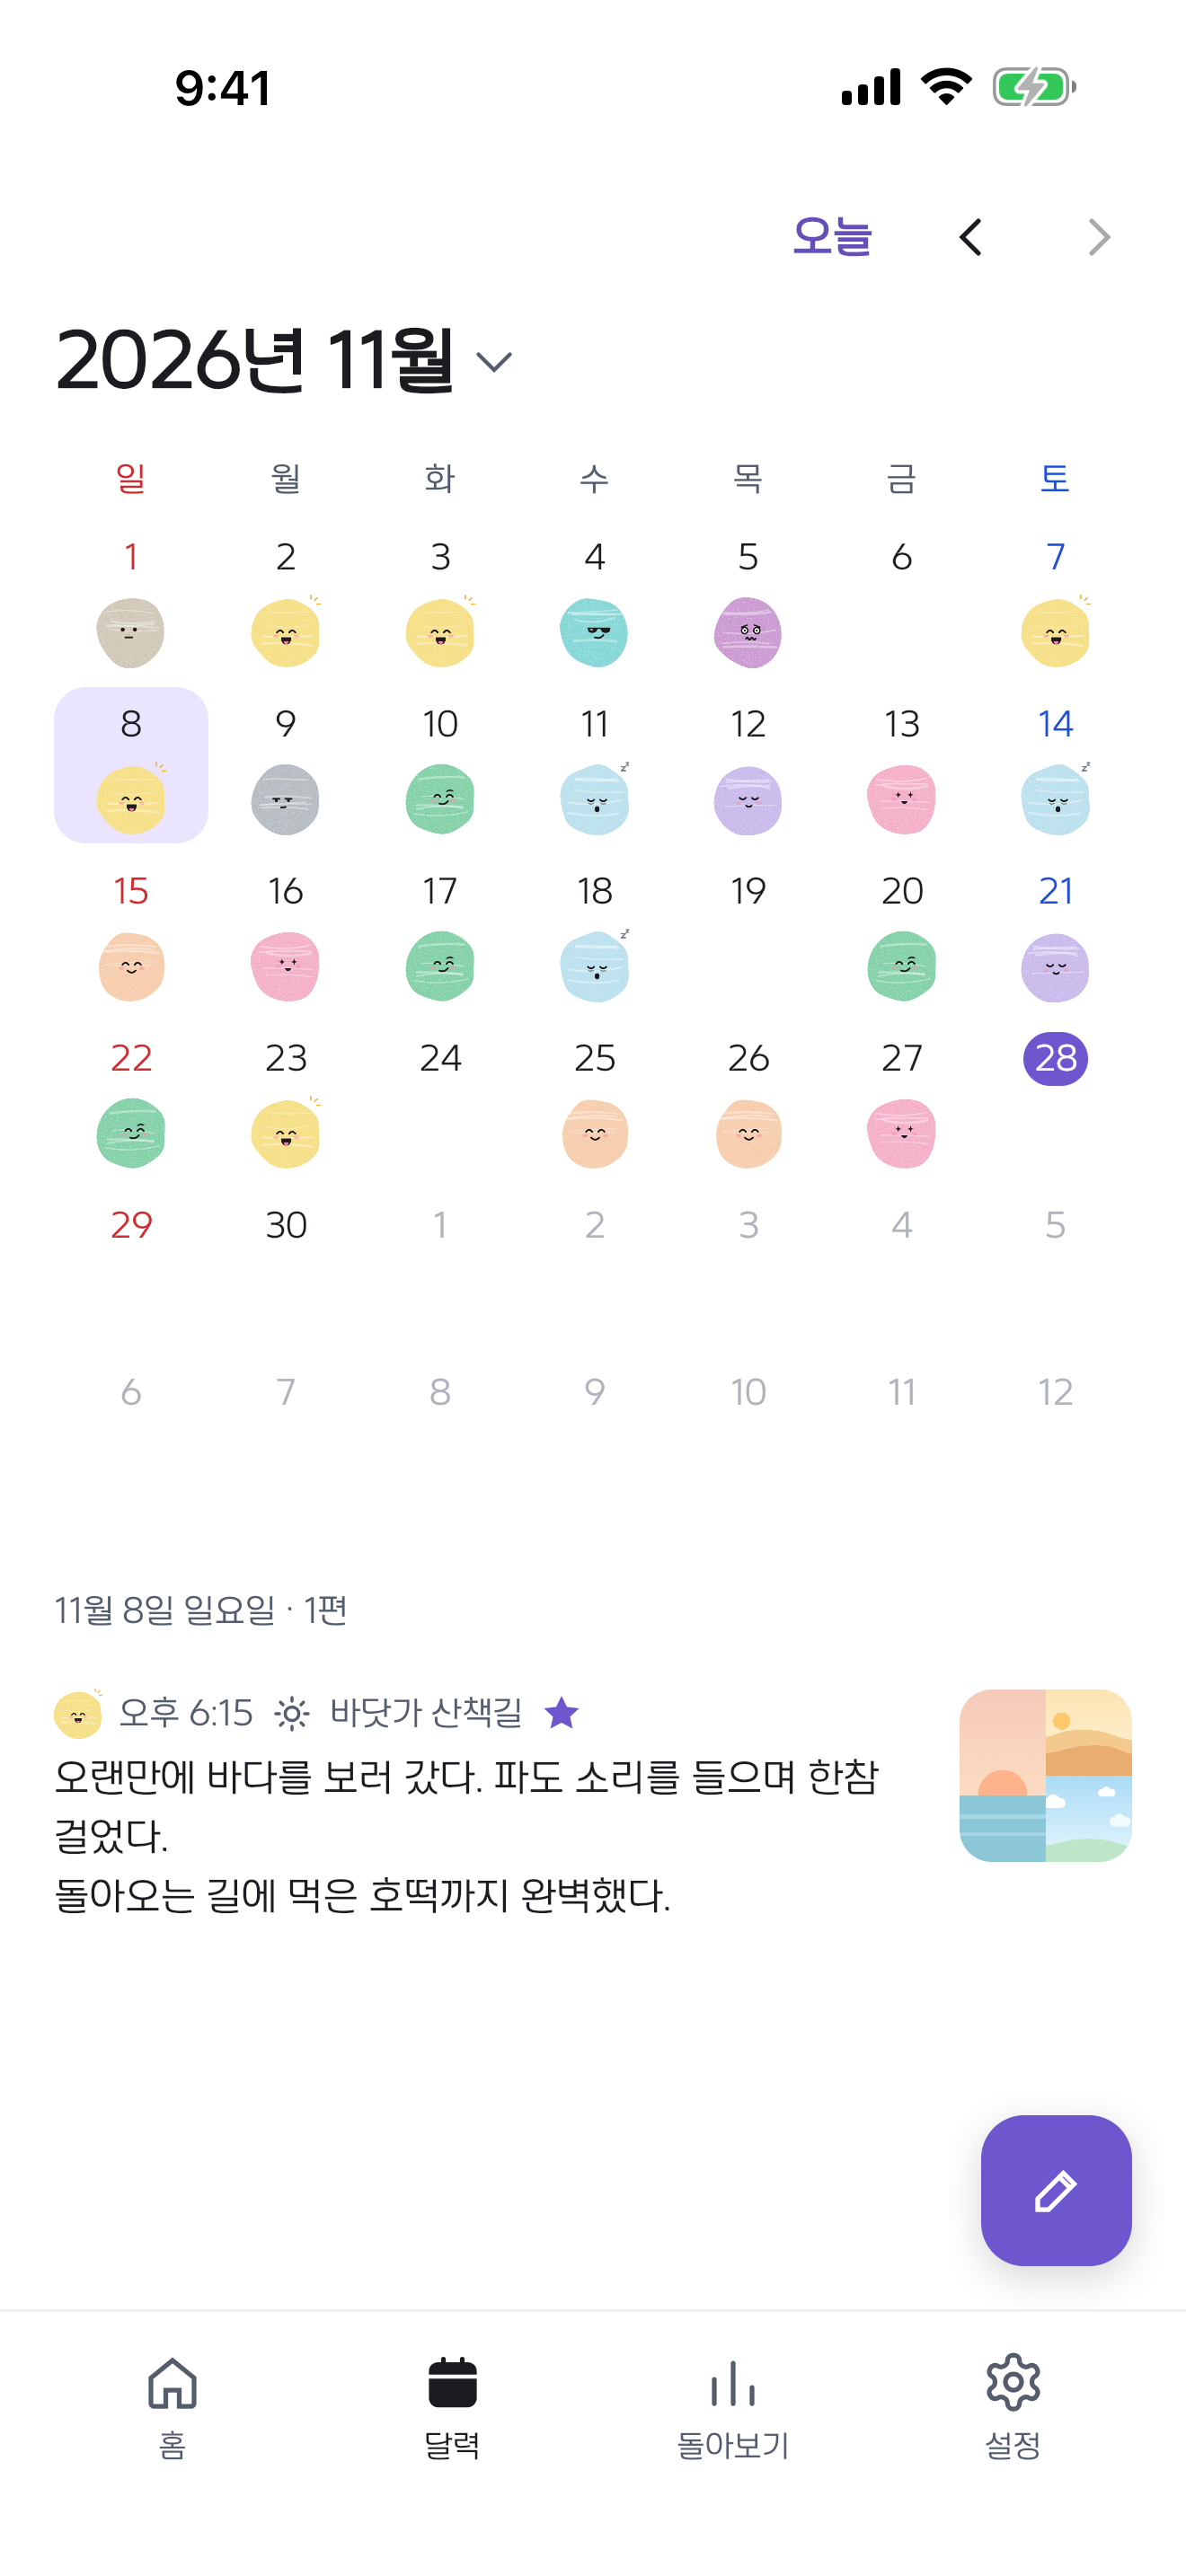 9:41
오늘
2026년 11월
일 월 화 수 목 금 토
1 2 3 4 5 6 7
8 9 10 11 12 13 14
15 16 17 18 19 20 21
22 23 24 25 26 27 28
29 30 1 2 3 4 5
6 7 8 9 10 11 12
11월 8일 일요일 · 1편
오후 6:15 바닷가 산책길
오랜만에 바다를 보러 갔다. 파도 소리를 들으며 한참
걸었다.
돌아오는 길에 먹은 호떡까지 완벽했다.
홈 달력 돌아보기 설정